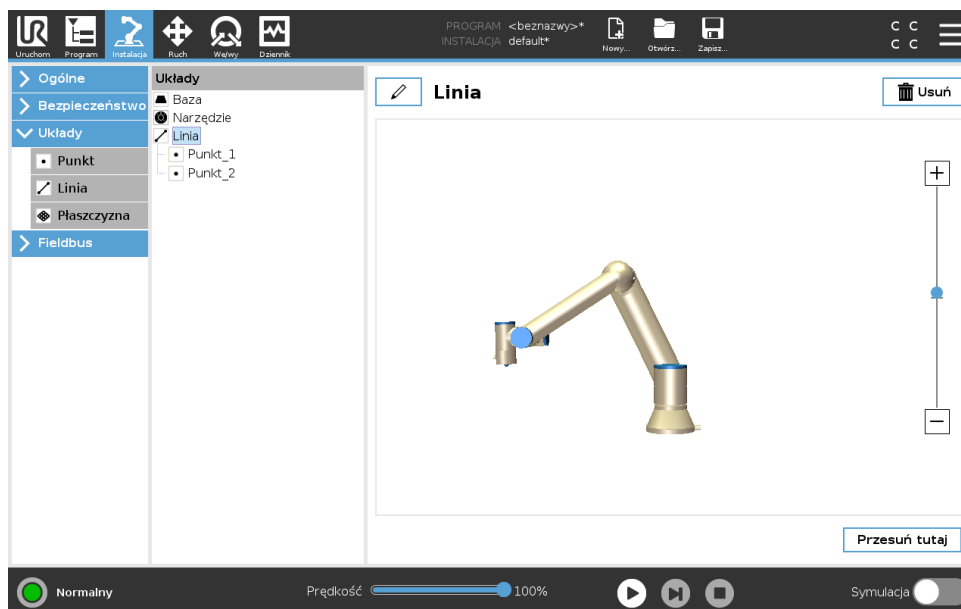 PROGRAM <beznazwy>*
INSTALACJA default*
Uruchom Program Instalacja Ruch We/wy Dziennik Nowy... Otwórz... Zapisz...
C C
C C
Ogólne
Bezpieczeństwo
Układy
Punkt
Linia
Płaszczyzna
Fieldbus
Układy
Baza
Narzędzie
Linia
Punkt_1
Punkt_2
Linia
Usuń
Przesuń tutaj
Normalny
Prędkość 100%
Symulacja